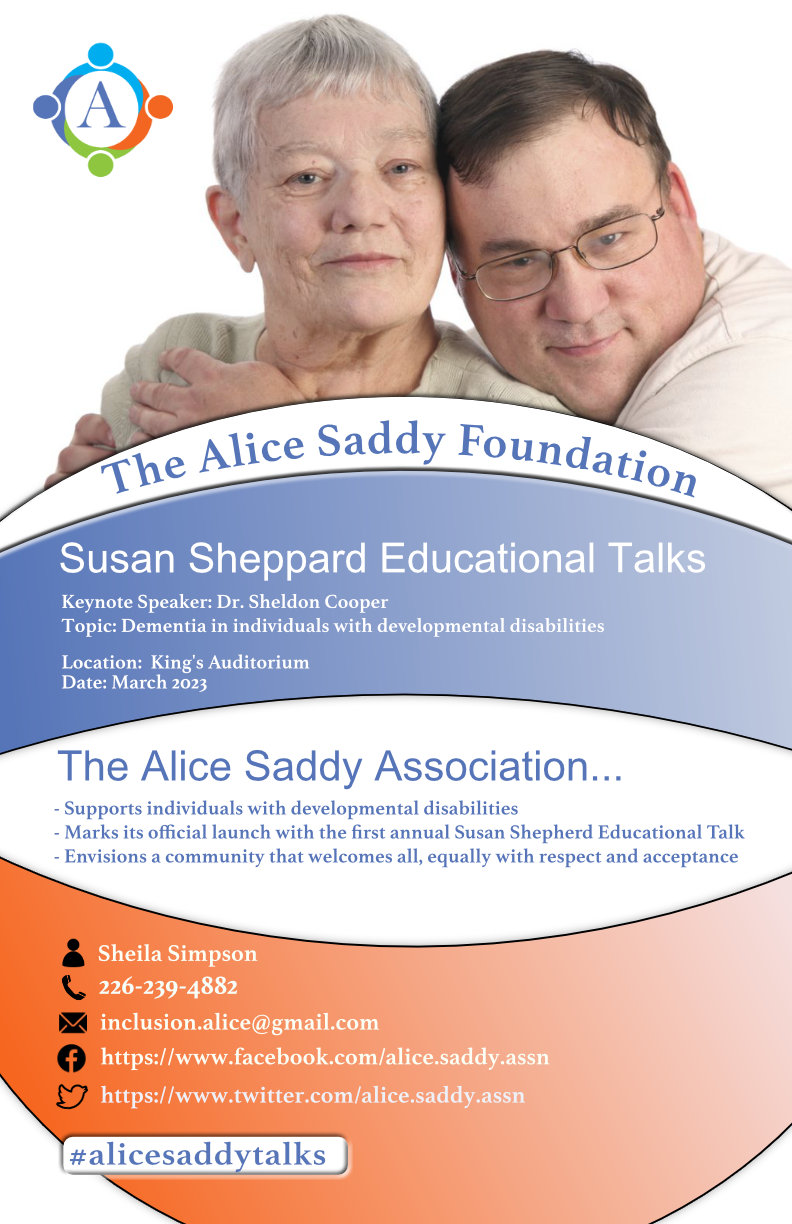 A
The Alice Saddy Foundation
Susan Sheppard Educational Talks
Keynote Speaker: Dr. Sheldon Cooper
Topic: Dementia in individuals with developmental disabilities
Location: King's Auditorium
Date: March 2023
The Alice Saddy Association...
- Supports individuals with developmental disabilities
- Marks its official launch with the first annual Susan Shepherd Educational Talk
- Envisions a community that welcomes all, equally with respect and acceptance
Sheila Simpson
226-239-4882
inclusion.alice@gmail.com
https://www.facebook.com/alice.saddy.assn
https://www.twitter.com/alice.saddy.assn
#alicesaddytalks